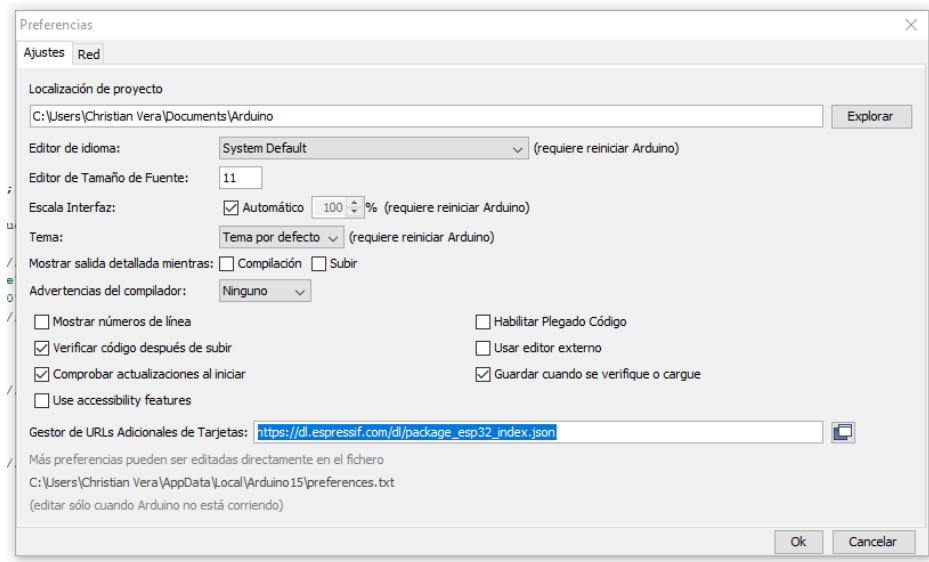 Preferencias
Ajustes Red
Localización de proyecto
C:\Users\Christian Vera\Documents\Arduino Explorar
Editor de idioma: System Default (requiere reiniciar Arduino)
Editor de Tamaño de Fuente: 11
Escala Interfaz: Automático 100 % (requiere reiniciar Arduino)
Tema: Tema por defecto (requiere reiniciar Arduino)
Mostrar salida detallada mientras: Compilación Subir
Advertencias del compilador: Ninguno
Mostrar números de línea Habilitar Plegado Código
Verificar código después de subir Usar editor externo
Comprobar actualizaciones al iniciar Guardar cuando se verifique o cargue
Use accessibility features
Gestor de URLs Adicionales de Tarjetas: https://dl.espressif.com/dl/package_esp32_index.json
Más preferencias pueden ser editadas directamente en el fichero
C:\Users\Christian Vera\AppData\Local\Arduino15\preferences.txt
(editar sólo cuando Arduino no está corriendo)
Ok Cancelar